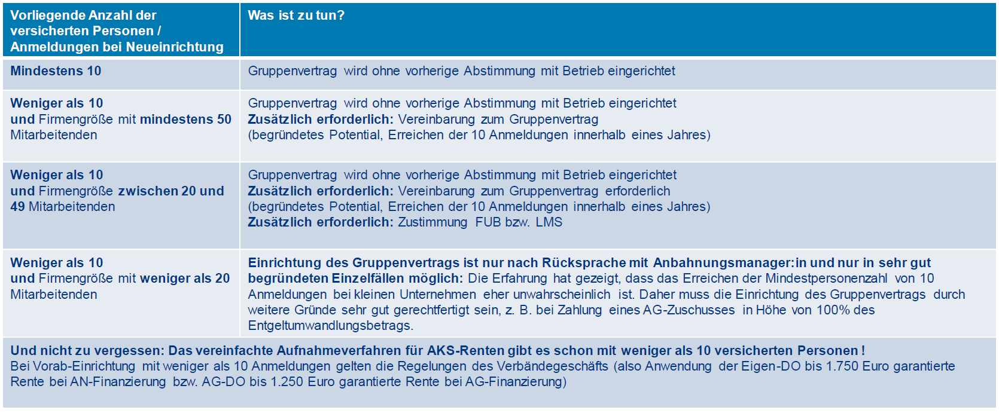 Vorliegende Anzahl der
versicherten Personen /
Anmeldungen bei Neueinrichtung
Was ist zu tun?
Mindestens 10
Gruppenvertrag wird ohne vorherige Abstimmung mit Betrieb eingerichtet
Weniger als 10
und Firmengröße mit mindestens 50
Mitarbeitenden
Gruppenvertrag wird ohne vorherige Abstimmung mit Betrieb eingerichtet
Zusätzlich erforderlich: Vereinbarung zum Gruppenvertrag
(begründetes Potential, Erreichen der 10 Anmeldungen innerhalb eines Jahres)
Weniger als 10
und Firmengröße zwischen 20 und
49 Mitarbeitenden
Gruppenvertrag wird ohne vorherige Abstimmung mit Betrieb eingerichtet
Zusätzlich erforderlich: Vereinbarung zum Gruppenvertrag erforderlich
(begründetes Potential, Erreichen der 10 Anmeldungen innerhalb eines Jahres)
Zusätzlich erforderlich: Zustimmung FUB bzw. LMS
Weniger als 10
und Firmengröße mit weniger als 20
Mitarbeitenden
Einrichtung des Gruppenvertrags ist nur nach Rücksprache mit Anbahnungsmanager:in und nur in sehr gut
begründeten Einzelfällen möglich: Die Erfahrung hat gezeigt, dass das Erreichen der Mindestpersonenzahl von 10
Anmeldungen bei kleinen Unternehmen eher unwahrscheinlich ist. Daher muss die Einrichtung des Gruppenvertrags durch
weitere Gründe sehr gut gerechtfertigt sein, z. B. bei Zahlung eines AG-Zuschusses in Höhe von 100% des
Entgeltumwandlungsbetrags.
Und nicht zu vergessen: Das vereinfachte Aufnahmeverfahren für AKS-Renten gibt es schon mit weniger als 10 versicherten Personen !
Bei Vorab-Einrichtung mit weniger als 10 Anmeldungen gelten die Regelungen des Verbändegeschäfts (also Anwendung der Eigen-DO bis 1.750 Euro garantierte
Rente bei AN-Finanzierung bzw. AG-DO bis 1.250 Euro garantierte Rente bei AG-Finanzierung)